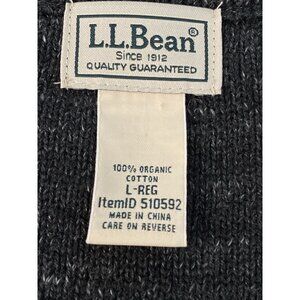 L.L.Bean®
Since 1912
QUALITY GUARANTEED
100% ORGANIC
COTTON
L-REG
ItemID 510592
MADE IN CHINA
CARE ON REVERSE